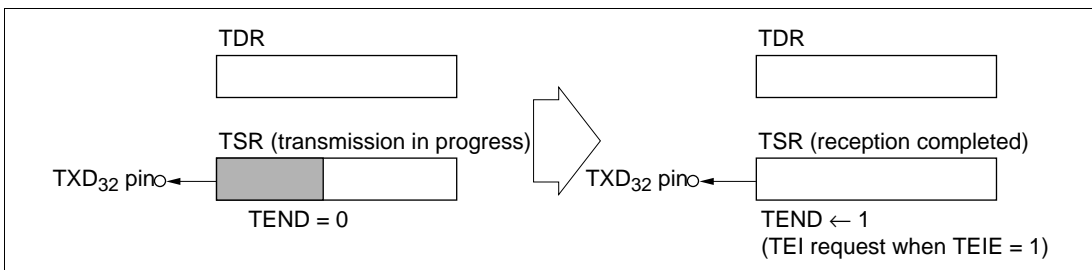 TDR
TSR (transmission in progress)
TXD32 pin
TEND = 0
TDR
TSR (reception completed)
TXD32 pin
TEND ← 1
(TEI request when TEIE = 1)